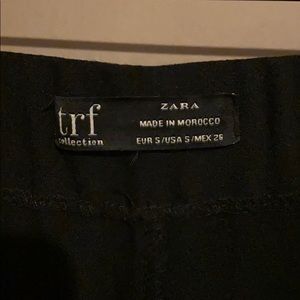 trf
collection
ZARA
MADE IN MOROCCO
EUR S/USA S/MEX 26